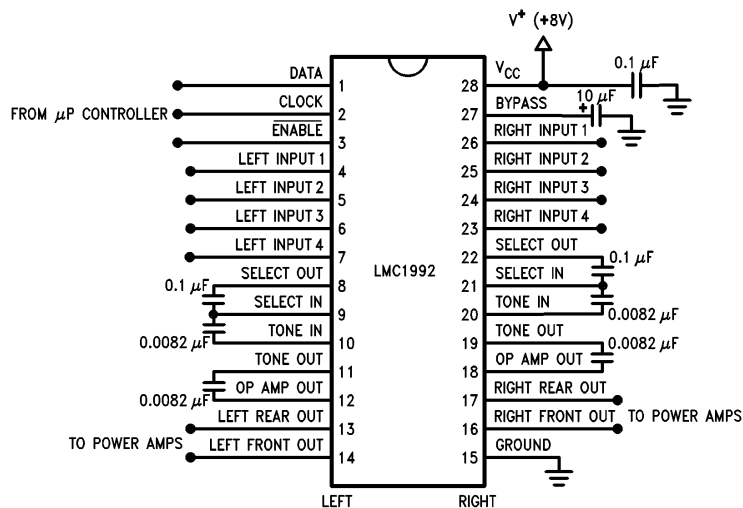 V+ (+8V)
DATA 1
CLOCK 2
FROM µP CONTROLLER
ENABLE 3
LEFT INPUT 1 4
LEFT INPUT 2 5
LEFT INPUT 3 6
LEFT INPUT 4 7
SELECT OUT 8
0.1 µF
SELECT IN 9
TONE IN 10
0.0082 µF
TONE OUT 11
OP AMP OUT 12
0.0082 µF
LEFT REAR OUT 13
TO POWER AMPS
LEFT FRONT OUT 14
LMC1992
28 VCC
0.1 µF
27 BYPASS
+ 10 µF
26 RIGHT INPUT 1
25 RIGHT INPUT 2
24 RIGHT INPUT 3
23 RIGHT INPUT 4
22 SELECT OUT
0.1 µF
21 SELECT IN
20 TONE IN
0.0082 µF
19 TONE OUT
0.0082 µF
18 OP AMP OUT
17 RIGHT REAR OUT
16 RIGHT FRONT OUT TO POWER AMPS
15 GROUND
LEFT RIGHT